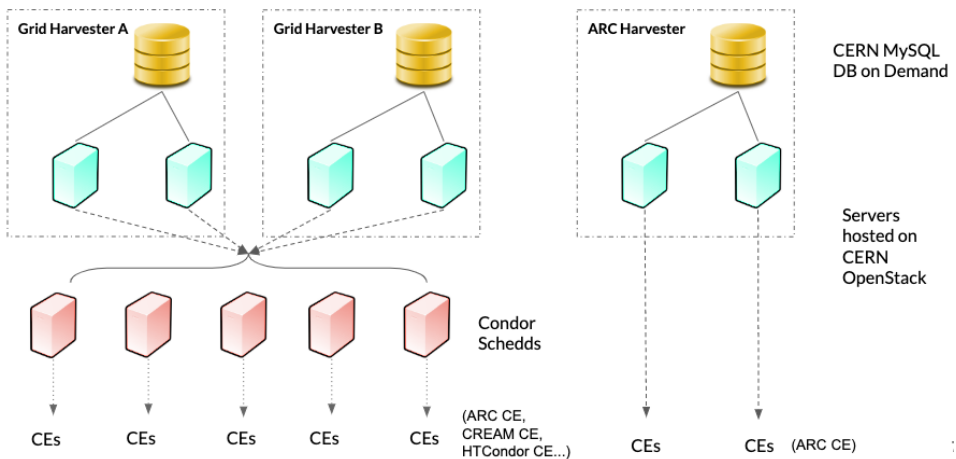 Grid Harvester A
Grid Harvester B
ARC Harvester
CERN MySQL
DB on Demand
Servers
hosted on
CERN
OpenStack
Condor
Schedds
CEs
CEs
CEs
CEs
CEs
(ARC CE,
CREAM CE,
HTCondor CE...)
CEs
CEs
(ARC CE)